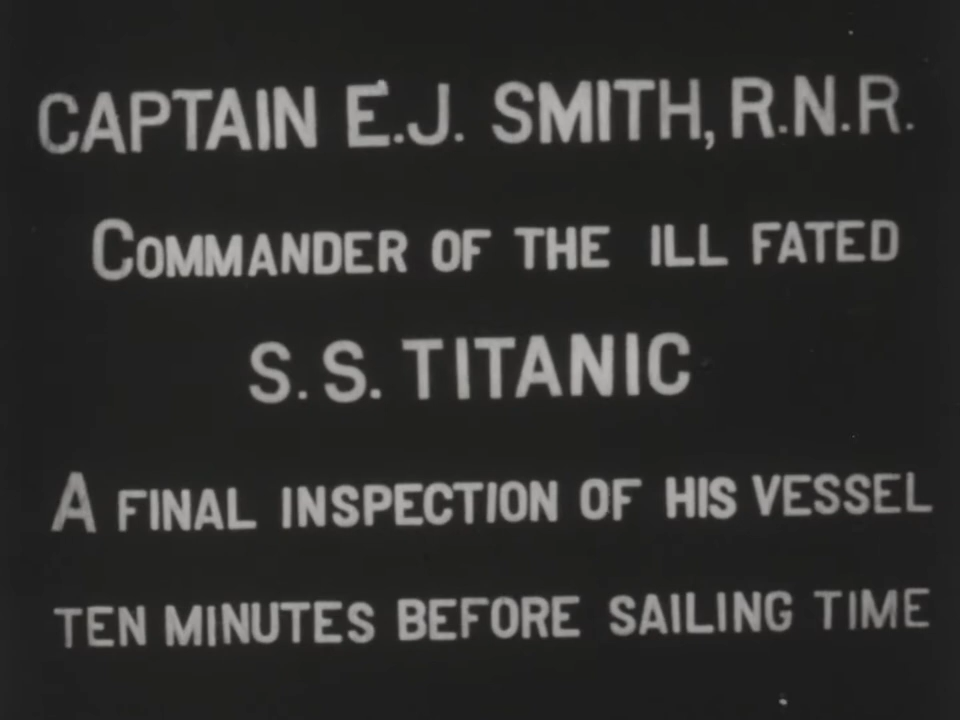 CAPTAIN E.J. SMITH, R.N.R.
COMMANDER OF THE ILL FATED
S.S. TITANIC
A FINAL INSPECTION OF HIS VESSEL
TEN MINUTES BEFORE SAILING TIME